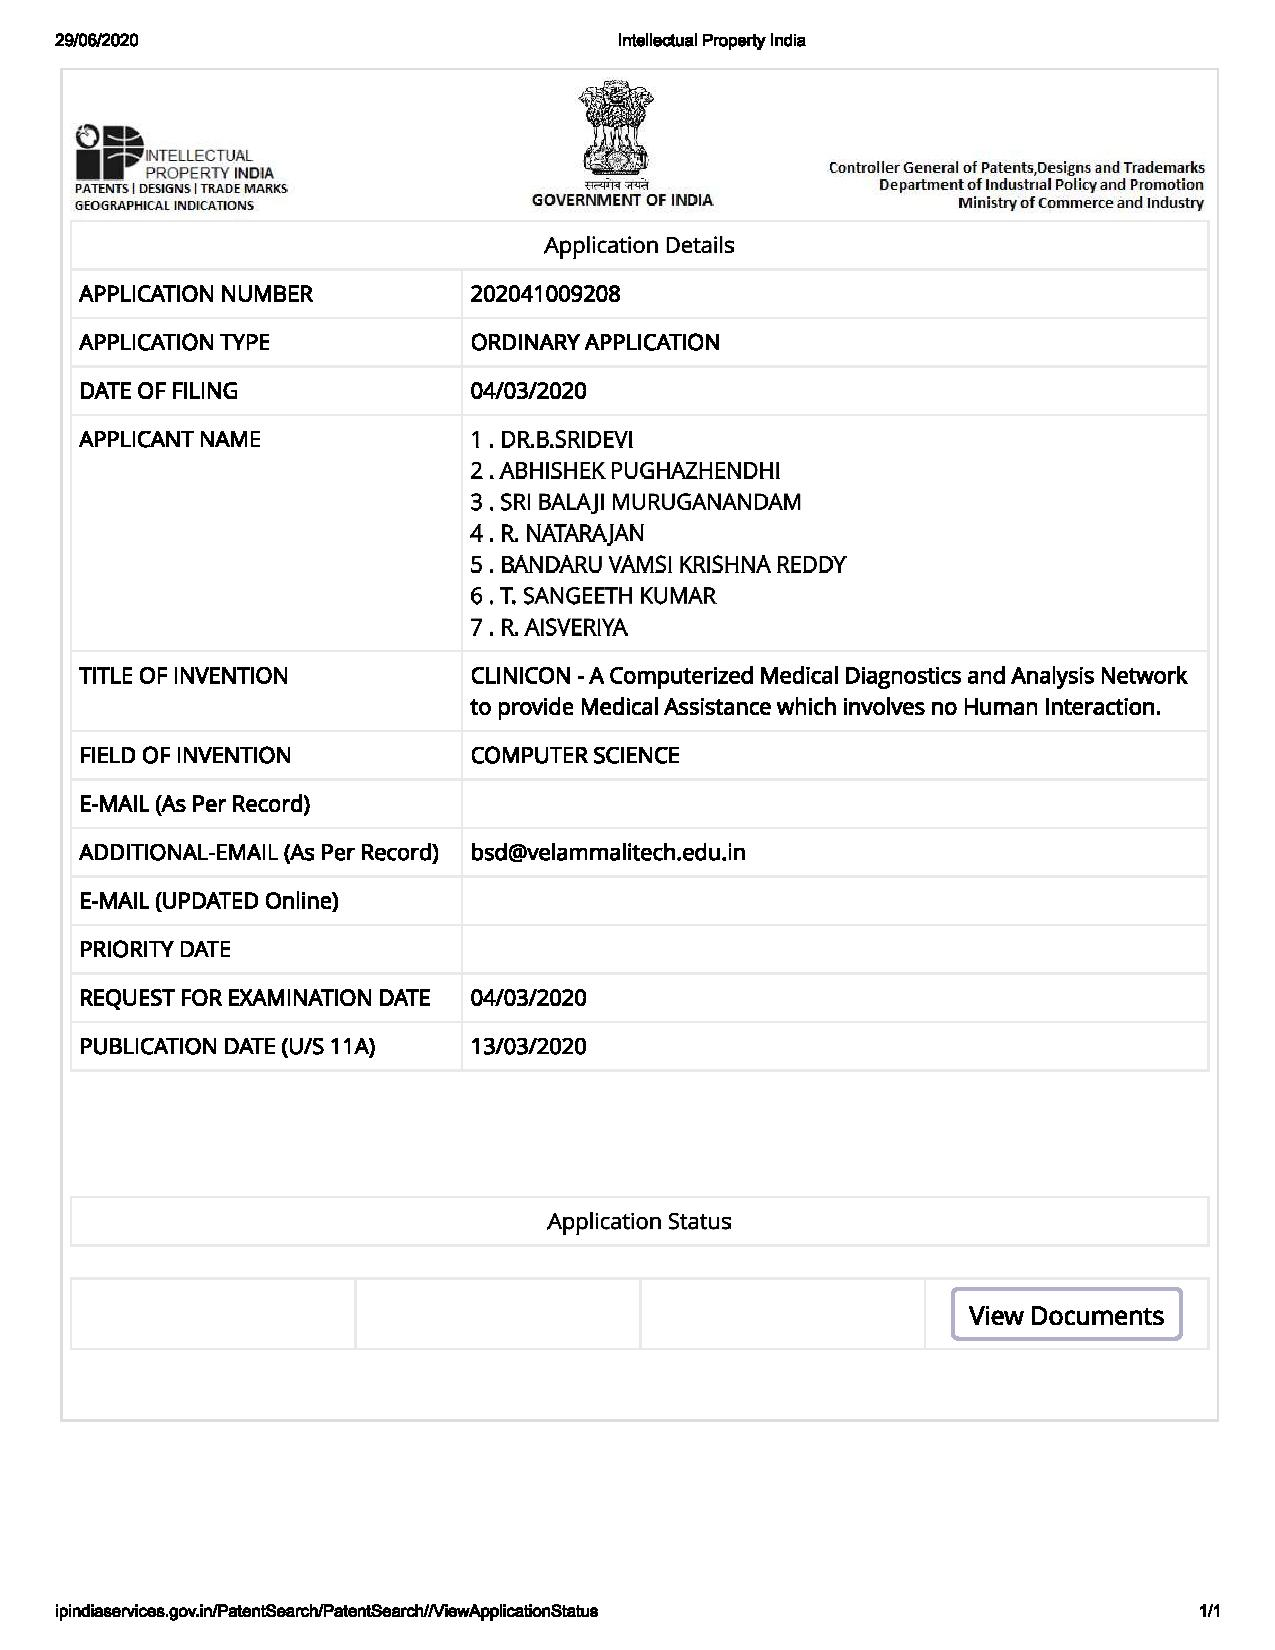 29/06/2020 Intellectual Property India
INTELLECTUAL
PROPERTY INDIA
PATENTS | DESIGNS | TRADE MARKS
GEOGRAPHICAL INDICATIONS
सत्यमेव जयते
GOVERNMENT OF INDIA
Controller General of Patents,Designs and Trademarks
Department of Industrial Policy and Promotion
Ministry of Commerce and Industry
Application Details
APPLICATION NUMBER 202041009208
APPLICATION TYPE ORDINARY APPLICATION
DATE OF FILING 04/03/2020
APPLICANT NAME 1 . DR.B.SRIDEVI
2 . ABHISHEK PUGHAZHENDHI
3 . SRI BALAJI MURUGANANDAM
4 . R. NATARAJAN
5 . BANDARU VAMSI KRISHNA REDDY
6 . T. SANGEETH KUMAR
7 . R. AISVERIYA
TITLE OF INVENTION CLINICON - A Computerized Medical Diagnostics and Analysis Network
to provide Medical Assistance which involves no Human Interaction.
FIELD OF INVENTION COMPUTER SCIENCE
E-MAIL (As Per Record)
ADDITIONAL-EMAIL (As Per Record) bsd@velammalitech.edu.in
E-MAIL (UPDATED Online)
PRIORITY DATE
REQUEST FOR EXAMINATION DATE 04/03/2020
PUBLICATION DATE (U/S 11A) 13/03/2020
Application Status
View Documents
ipindiaservices.gov.in/PatentSearch/PatentSearch//ViewApplicationStatus 1/1